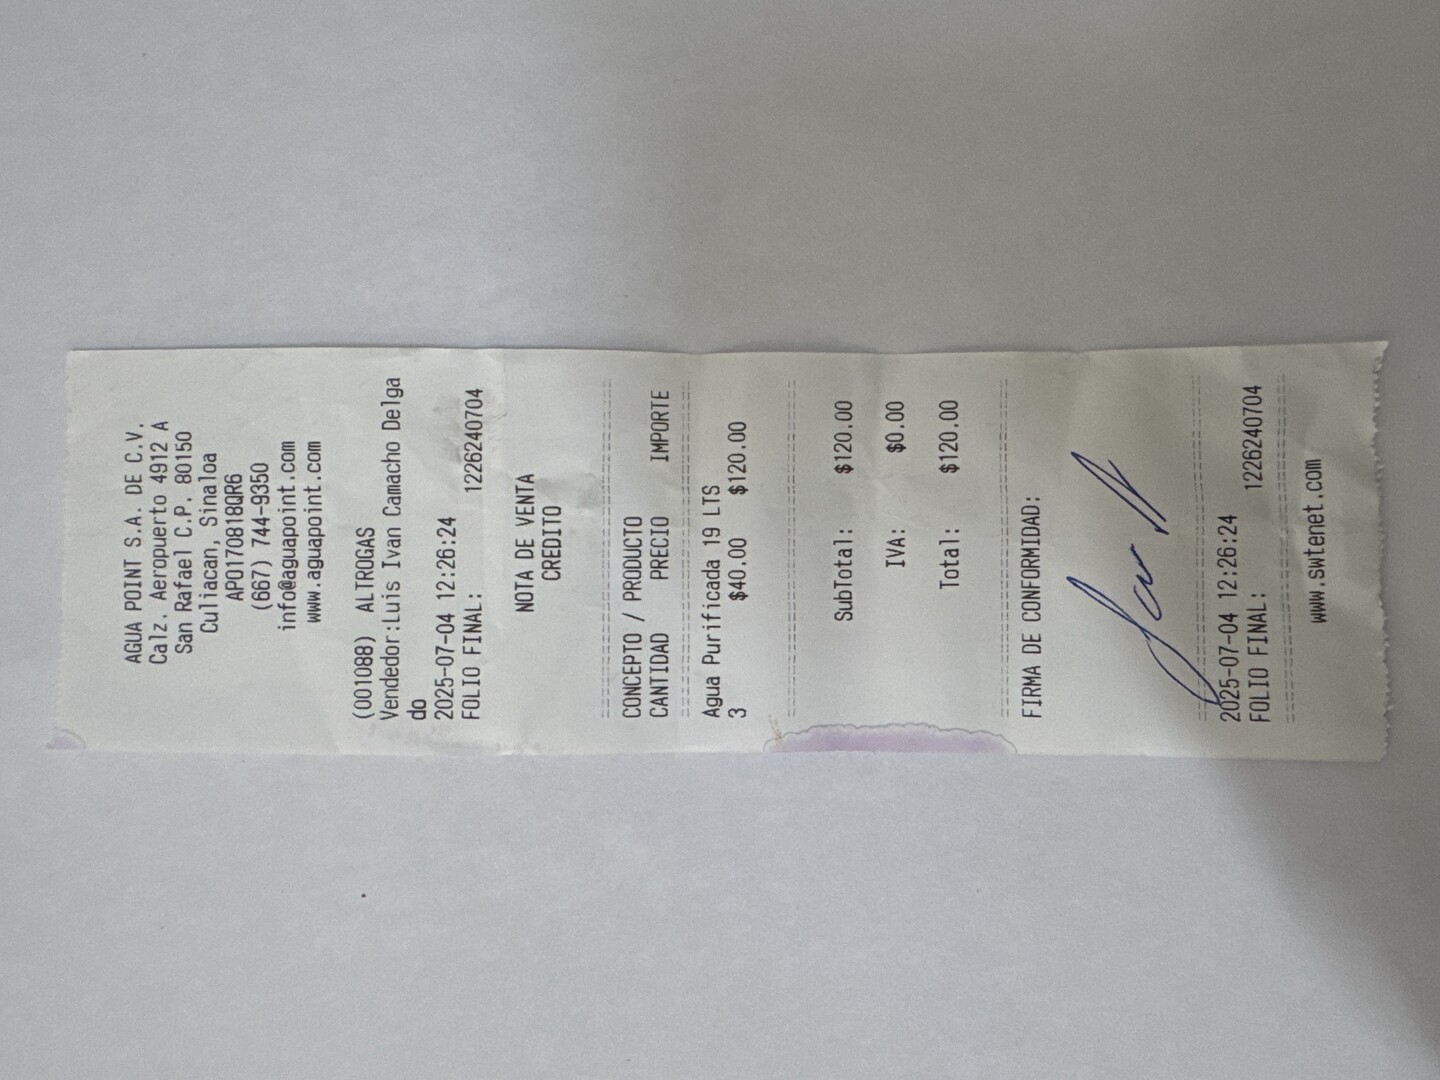 AGUA POINT S.A. DE C.V.
Calz. Aeropuerto 4912 A
San Rafael C.P. 80150
Culiacan, Sinaloa
APO170818QR6
(667) 744-9350
info@aguapoint.com
www.aguapoint.com
(001088) ALTROGAS
Vendedor:Luis Ivan Camacho Delga
do
2025-07-04 12:26:24
FOLIO FINAL: 1226240704
NOTA DE VENTA
CREDITO
CONCEPTO / PRODUCTO
CANTIDAD PRECIO IMPORTE
Agua Purificada 19 LTS
3 $40.00 $120.00
SubTotal: $120.00
IVA: $0.00
Total: $120.00
FIRMA DE CONFORMIDAD:
2025-07-04 12:26:24
FOLIO FINAL: 1226240704
www.swtenet.com